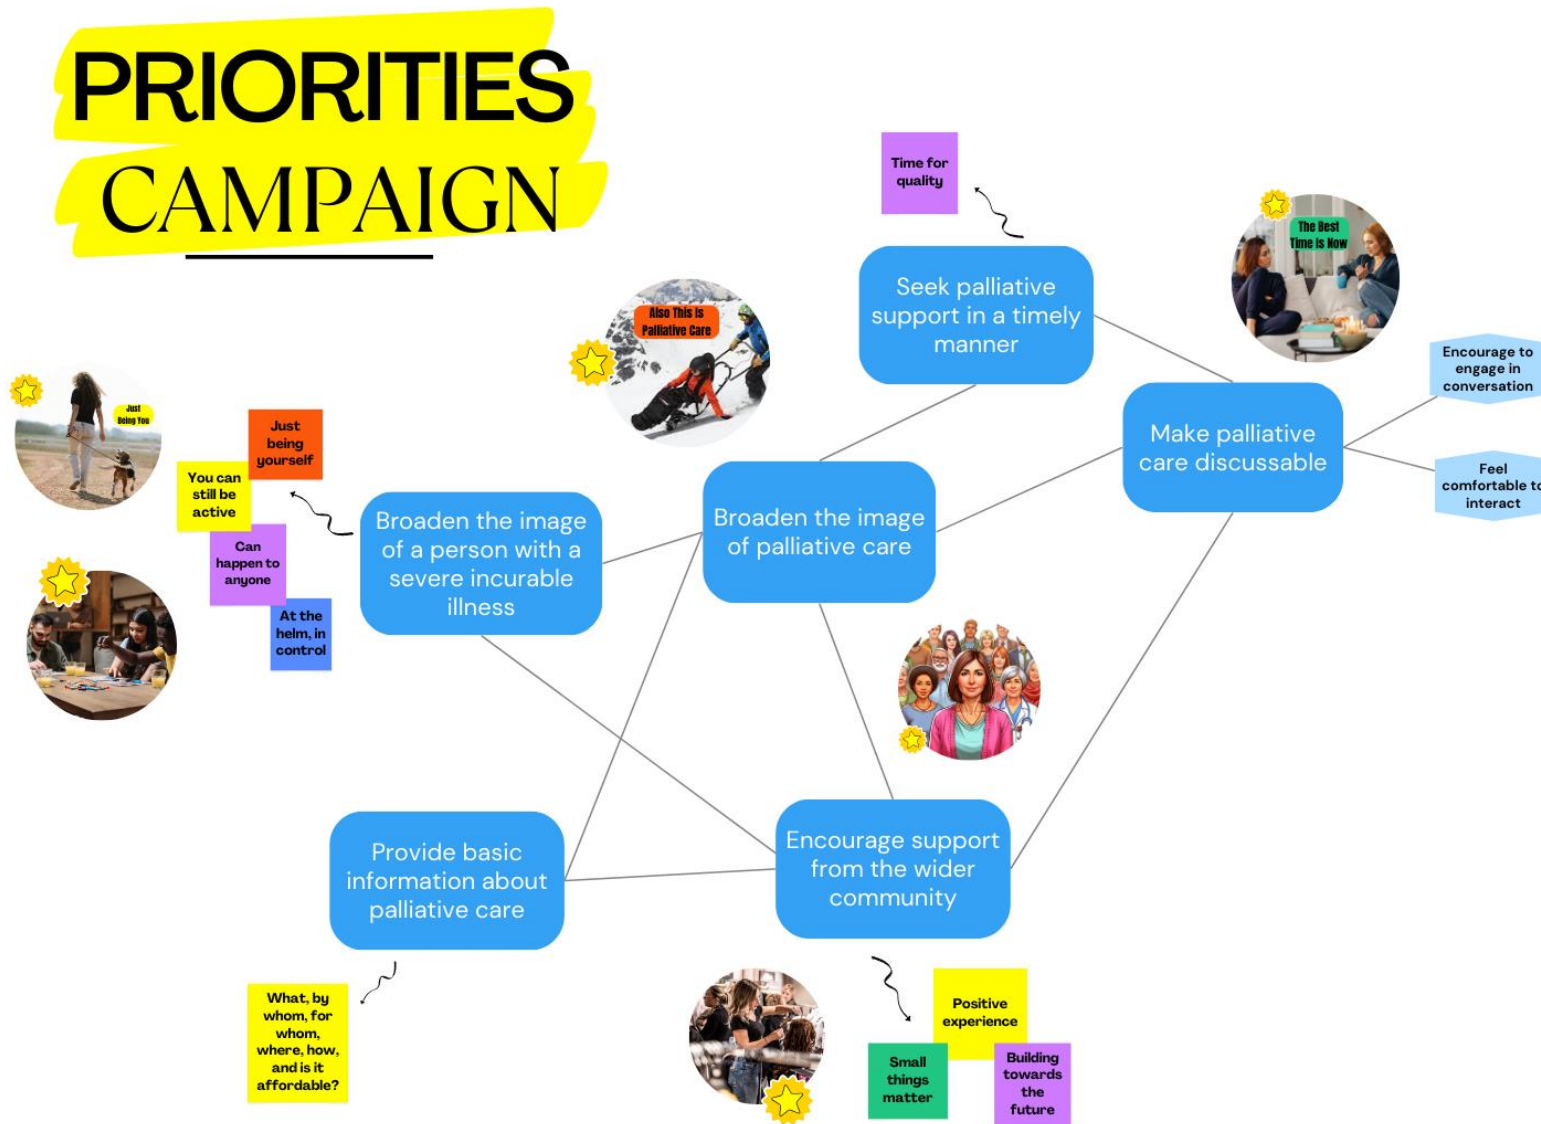 PRIORITIES
CAMPAIGN
Time for
quality
Seek palliative
support in a timely
manner
The Best
Time Is Now
Also This Is
Palliative Care
Encourage to
engage in
conversation
Make palliative
care discussable
Feel
comfortable to
interact
Just
Being You
Just
being
yourself
You can
still be
active
Can
happen to
anyone
At the
helm, in
control
Broaden the image
of a person with a
severe incurable
illness
Broaden the image
of palliative care
Provide basic
information about
palliative care
Encourage support
from the wider
community
What, by
whom, for
whom,
where, how,
and is it
affordable?
Positive
experience
Small
things
matter
Building
towards
the
future